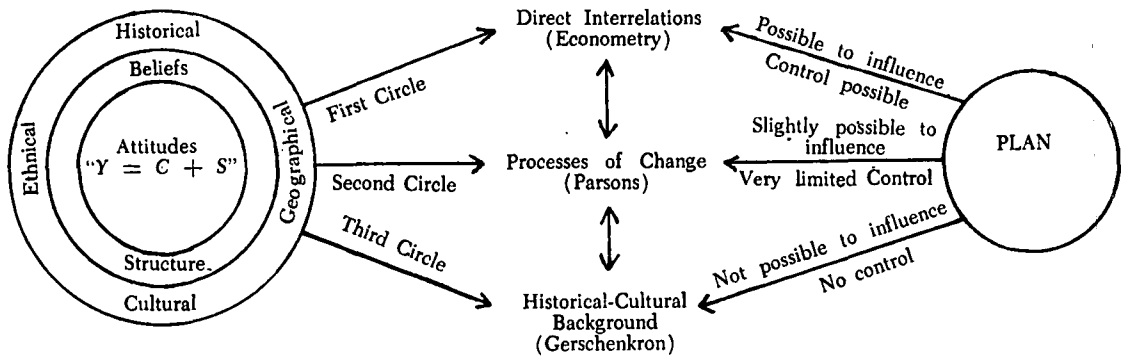 Historical
Beliefs
Attitudes
"Y = C + S"
Structure.
Cultural
Ethnical
Geographical
First Circle
Second Circle
Third Circle
Direct Interrelations
(Econometry)
Processes of Change
(Parsons)
Historical-Cultural
Background
(Gerschenkron)
Possible to influence
Control possible
Slightly possible to
influence
Very limited Control
Not possible to influence
No control
PLAN